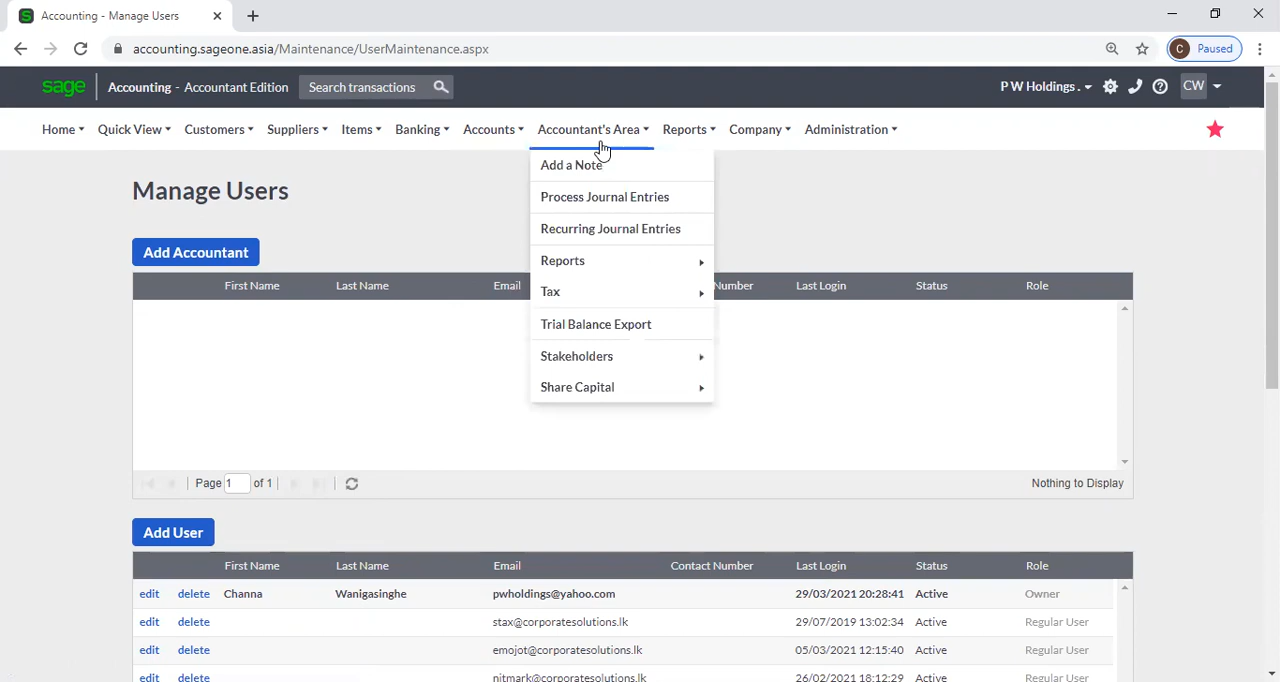 Accounting - Manage Users
accounting.sageone.asia/Maintenance/UserMaintenance.aspx
C Paused
sage Accounting - Accountant Edition Search transactions P W Holdings . CW
Home Quick View Customers Suppliers Items Banking Accounts Accountant's Area Reports Company Administration
Add a Note
Process Journal Entries
Recurring Journal Entries
Reports
Tax
Trial Balance Export
Stakeholders
Share Capital
Manage Users
Add Accountant
First Name Last Name Email Number Last Login Status Role
Page 1 of 1 Nothing to Display
Add User
First Name Last Name Email Contact Number Last Login Status Role
edit delete Channa Wanigasinghe pwholdings@yahoo.com 29/03/2021 20:28:41 Active Owner
edit delete stax@corporatesolutions.lk 29/07/2019 13:02:34 Active Regular User
edit delete emojot@corporatesolutions.lk 05/03/2021 12:15:40 Active Regular User
edit delete nitmark@corporatesolutions.lk 26/02/2021 18:12:29 Active Regular User